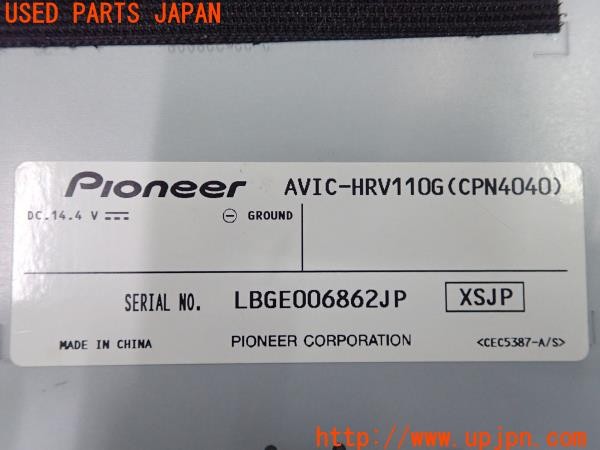 USED PARTS JAPAN
Pioneer AVIC-HRV110G(CPN4040)
DC.14.4 V ⎓ ⊖ GROUND
SERIAL NO. LBGE006862JP XSJP
MADE IN CHINA PIONEER CORPORATION <CEC5387-A/S>
http://www.upjpn.com/